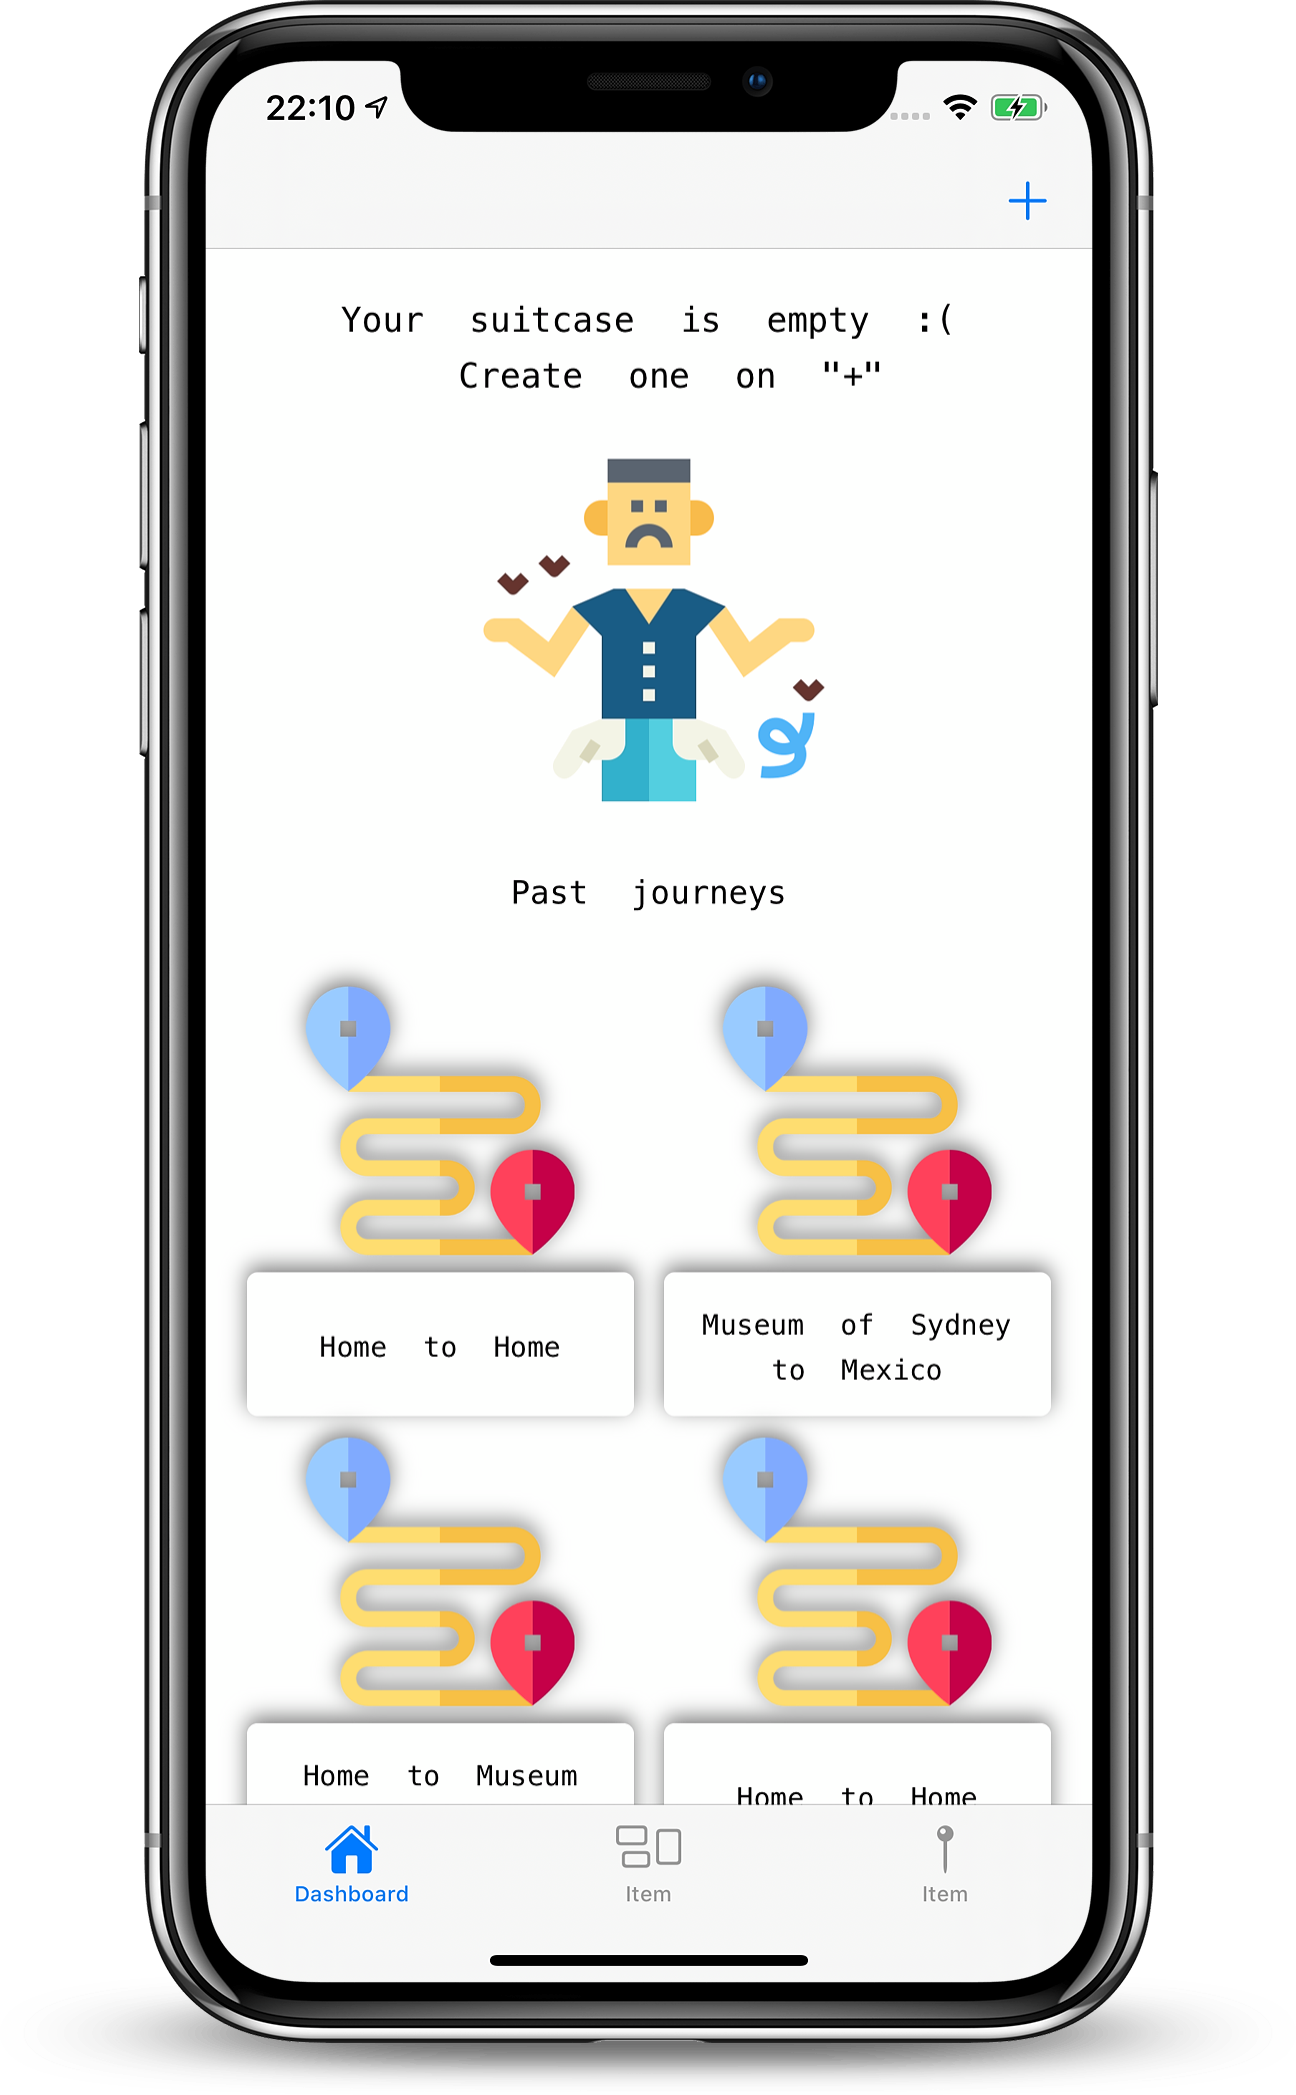 22:10
Your suitcase is empty :(
Create one on "+"
Past journeys
Home to Home
Museum of Sydney
to Mexico
Home to Museum
Home to Home
Dashboard
Item
Item